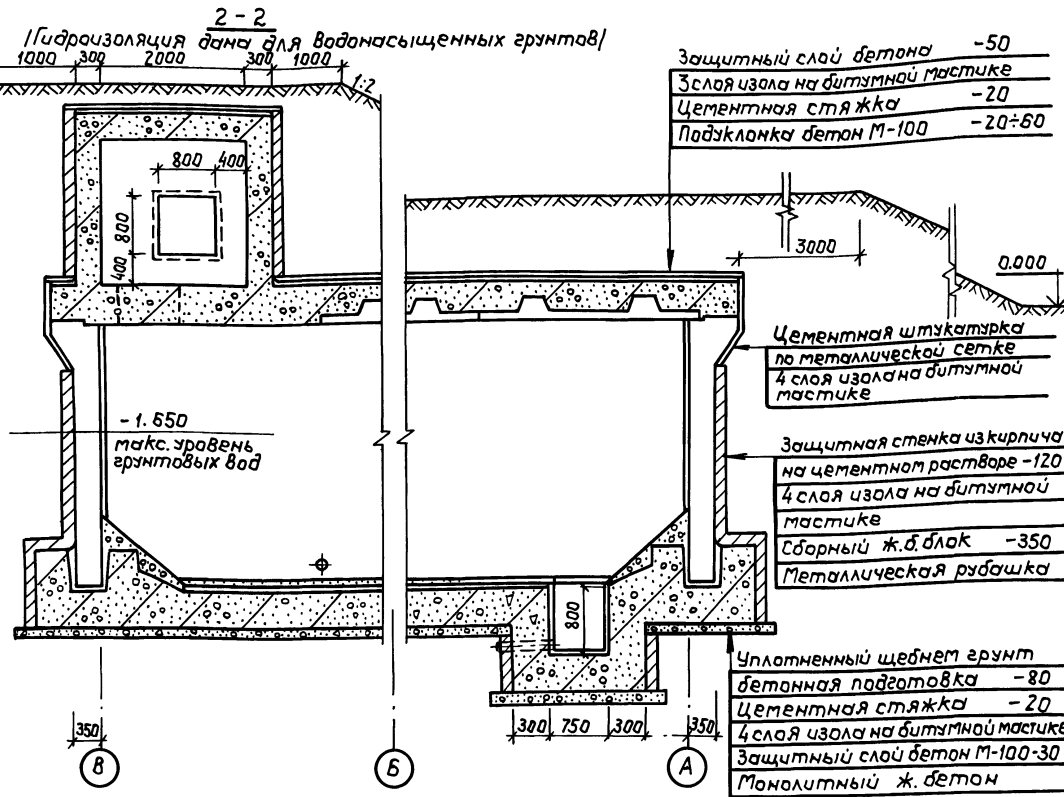 2 - 2
/Гидроизоляция дана для водонасыщенных грунтов/
1000 300 2000 300 1000
1:2
Защитный слой бетона -50
3 слоя изола на битумной мастике
Цементная стяжка -20
Подуклонка бетон М-100 -20÷60
800 400
800
400
3000
0.000
Цементная штукатурка
по металлической сетке
4 слоя изола на битумной
мастике
-1.650
макс. уровень
грунтовых вод
Защитная стенка из кирпича
на цементном растворе -120
4 слоя изола на битумной
мастике
Сборный ж.б. блок -350
Металлическая рубашка
800
Уплотненный щебнем грунт
бетонная подготовка -80
Цементная стяжка -20
4 слоя изола на битумной мастике
Защитный слой бетон М-100-30
Монолитный ж. бетон
350 300 750 300 350
В Б А